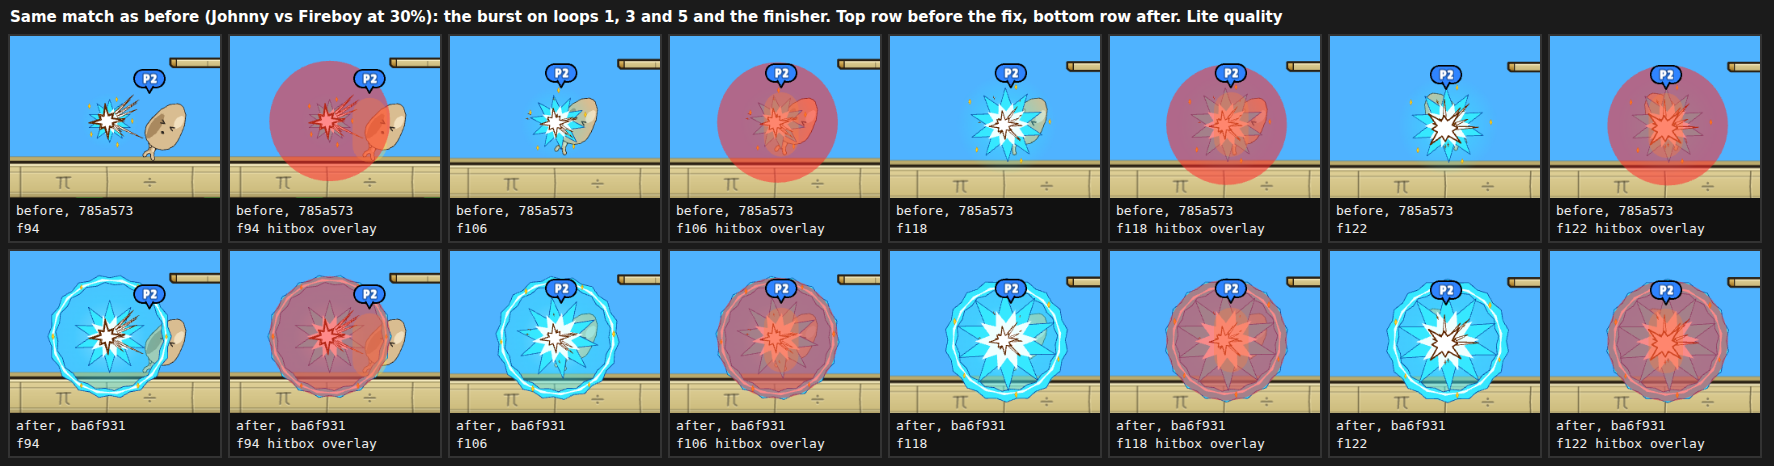 Same match as before (Johnny vs Fireboy at 30%): the burst on loops 1, 3 and 5 and the finisher. Top row before the fix, bottom row after. Lite quality
P2 P2 P2 P2 P2 P2 P2 P2
π ÷ π ÷ π ÷ π ÷ π ÷ π ÷ π ÷ π ÷
before, 785a573
f94
before, 785a573
f94 hitbox overlay
before, 785a573
f106
before, 785a573
f106 hitbox overlay
before, 785a573
f118
before, 785a573
f118 hitbox overlay
before, 785a573
f122
before, 785a573
f122 hitbox overlay
P2 P2 P2 P2 P2 P2 P2 P2
π ÷ π ÷ π ÷ π ÷ π ÷ π ÷ π ÷ π ÷
after, ba6f931
f94
after, ba6f931
f94 hitbox overlay
after, ba6f931
f106
after, ba6f931
f106 hitbox overlay
after, ba6f931
f118
after, ba6f931
f118 hitbox overlay
after, ba6f931
f122
after, ba6f931
f122 hitbox overlay